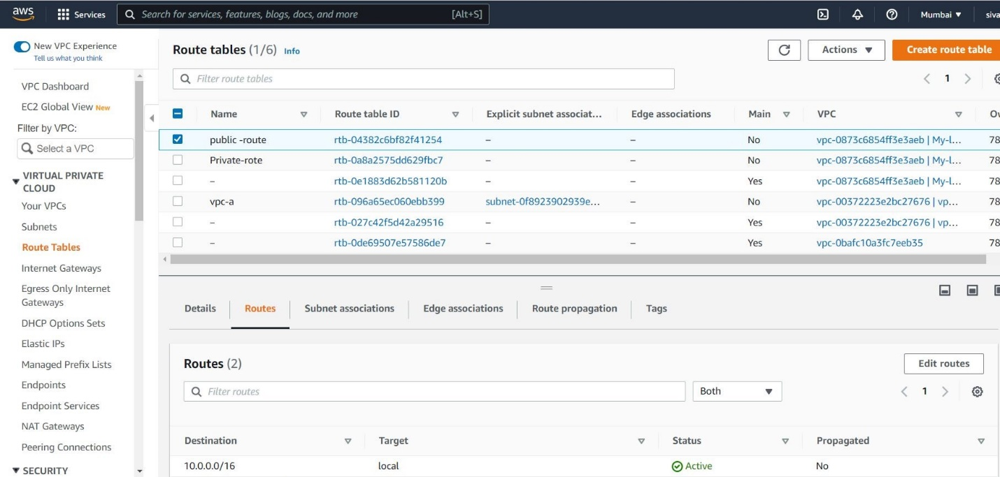 aws
Services
Search for services, features, blogs, docs, and more [Alt+S]
Mumbai
siva
New VPC Experience
Tell us what you think
VPC Dashboard
EC2 Global View New
Filter by VPC:
Select a VPC
VIRTUAL PRIVATE
CLOUD
Your VPCs
Subnets
Route Tables
Internet Gateways
Egress Only Internet
Gateways
DHCP Options Sets
Elastic IPs
Managed Prefix Lists
Endpoints
Endpoint Services
NAT Gateways
Peering Connections
SECURITY
Route tables (1/6) Info
Actions
Create route table
Filter route tables
1
Name Route table ID Explicit subnet associat... Edge associations Main VPC Ov
public -route rtb-04382c6bf82f41254 – – No vpc-0873c6854ff3e3aeb | My-l... 78
Private-rote rtb-0a8a2575dd629fbc7 – – No vpc-0873c6854ff3e3aeb | My-l... 78
– rtb-0e1883d62b581120b – – Yes vpc-0873c6854ff3e3aeb | My-l... 78
vpc-a rtb-096a65ec060ebb399 subnet-0f8923902939e... – No vpc-00372223e2bc27676 | vp... 78
– rtb-027c42f5d42a29516 – – Yes vpc-00372223e2bc27676 | vp... 78
– rtb-0de69507e57586de7 – – Yes vpc-0bafc10a3fc7eeb35 78
Details Routes Subnet associations Edge associations Route propagation Tags
Routes (2)
Edit routes
Filter routes
Both
1
Destination Target Status Propagated
10.0.0.0/16 local Active No